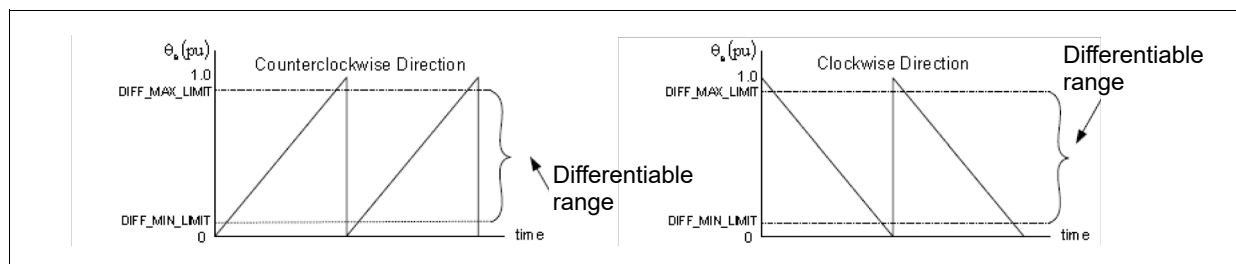 θe(pu)
Counterclockwise Direction
1.0
DIFF_MAX_LIMIT
Differentiable
range
DIFF_MIN_LIMIT
0
time
θe(pu)
Clockwise Direction
1.0
DIFF_MAX_LIMIT
Differentiable
range
DIFF_MIN_LIMIT
0
time